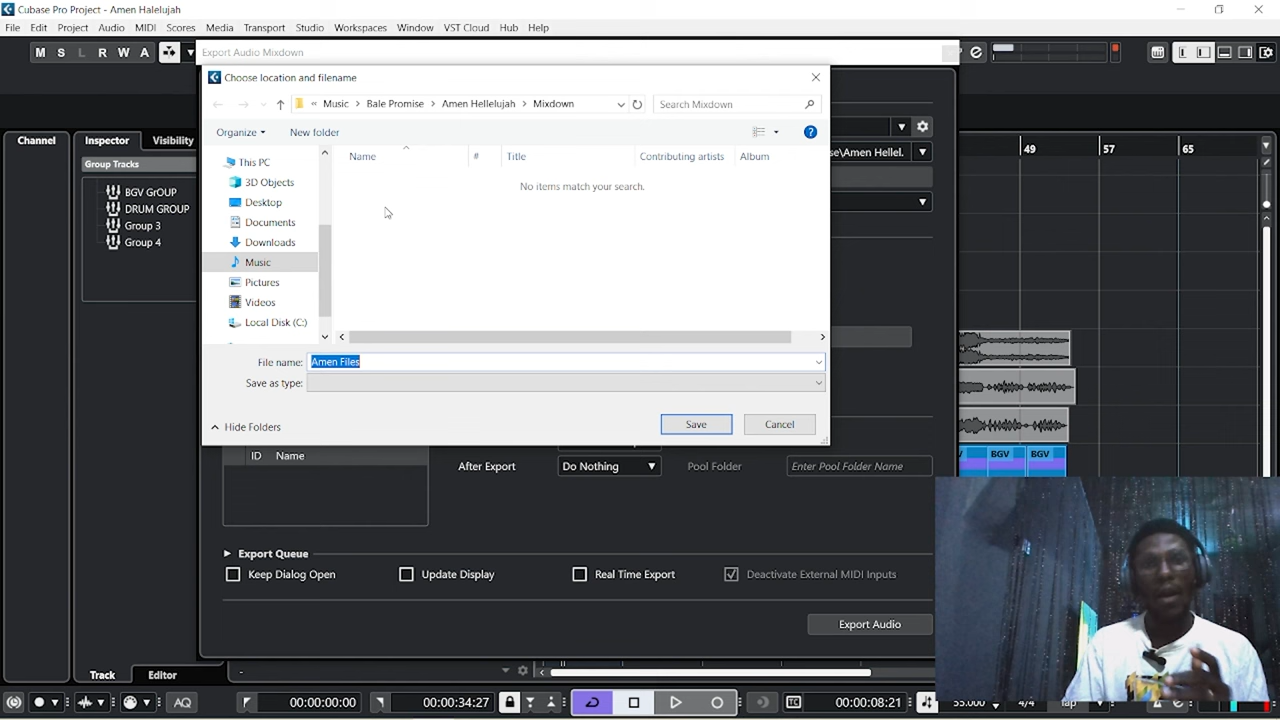 Cubase Pro Project - Amen Halelujah
File Edit Project Audio MIDI Scores Media Transport Studio Workspaces Window VST Cloud Hub Help
M S L R W A
Export Audio Mixdown
Choose location and filename
« Music > Bale Promise > Amen Hellelujah > Mixdown
Search Mixdown
Organize New folder
Channel Inspector Visibility
Group Tracks
BGV GrOUP
DRUM GROUP
Group 3
Group 4
This PC
3D Objects
Desktop
Documents
Downloads
Music
Pictures
Videos
Local Disk (C:)
Name # Title Contributing artists Album
No items match your search.
49 57 65
se\Amen Hellel.
File name: Amen Files
Save as type:
Hide Folders
Save Cancel
ID Name
After Export Do Nothing Pool Folder Enter Pool Folder Name
BGV BGV
Export Queue
Keep Dialog Open Update Display Real Time Export Deactivate External MIDI Inputs
Export Audio
Track Editor
AQ 00:00:00:00 00:00:34:27 TC 00:00:08:21 55.000 4/4 Tap